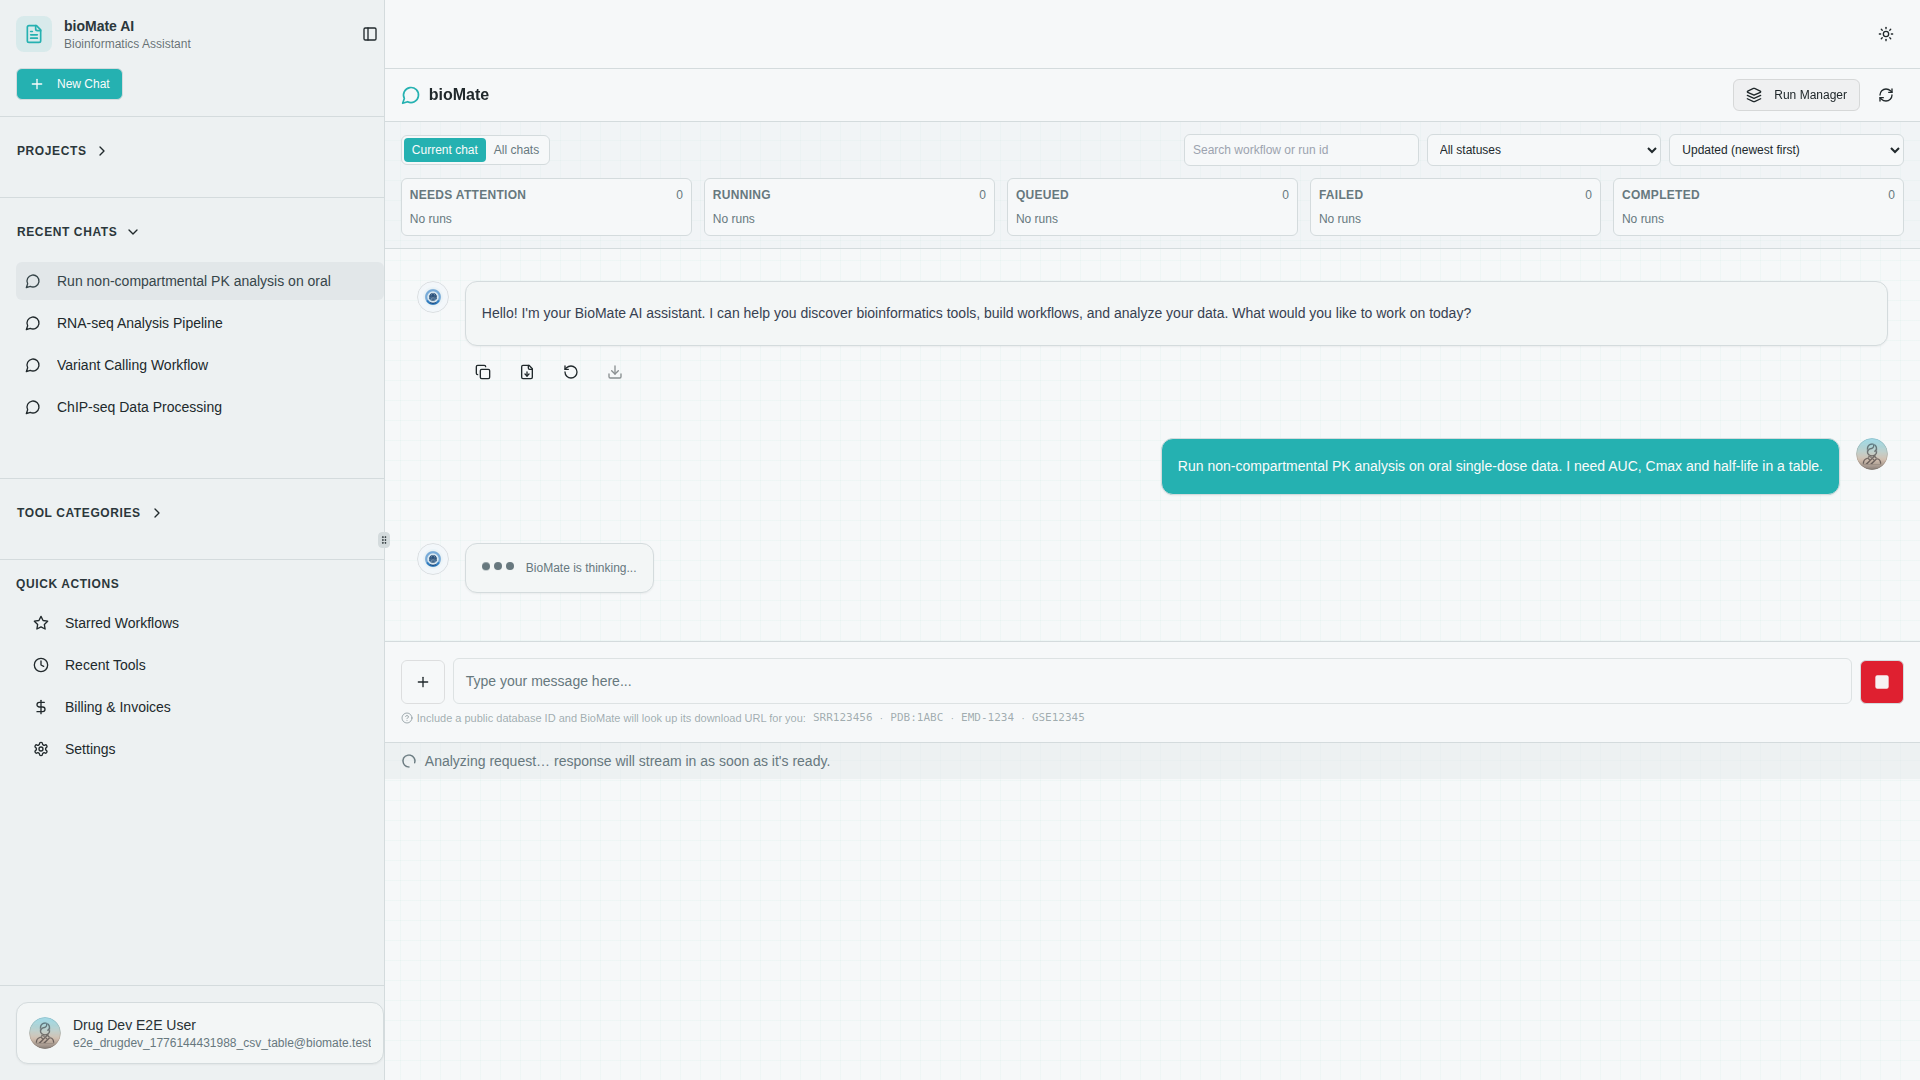 bioMate AI
Bioinformatics Assistant
New Chat
PROJECTS
RECENT CHATS
Run non-compartmental PK analysis on oral
RNA-seq Analysis Pipeline
Variant Calling Workflow
ChIP-seq Data Processing
TOOL CATEGORIES
QUICK ACTIONS
Starred Workflows
Recent Tools
Billing & Invoices
Settings
Drug Dev E2E User
e2e_drugdev_1776144431988_csv_table@biomate.test
bioMate
Run Manager
Current chat All chats
Search workflow or run id
All statuses
Updated (newest first)
NEEDS ATTENTION 0
No runs
RUNNING 0
No runs
QUEUED 0
No runs
FAILED 0
No runs
COMPLETED 0
No runs
Hello! I'm your BioMate AI assistant. I can help you discover bioinformatics tools, build workflows, and analyze your data. What would you like to work on today?
Run non-compartmental PK analysis on oral single-dose data. I need AUC, Cmax and half-life in a table.
BioMate is thinking...
Type your message here...
Include a public database ID and BioMate will look up its download URL for you: SRR123456 · PDB:1ABC · EMD-1234 · GSE12345
Analyzing request… response will stream in as soon as it's ready.